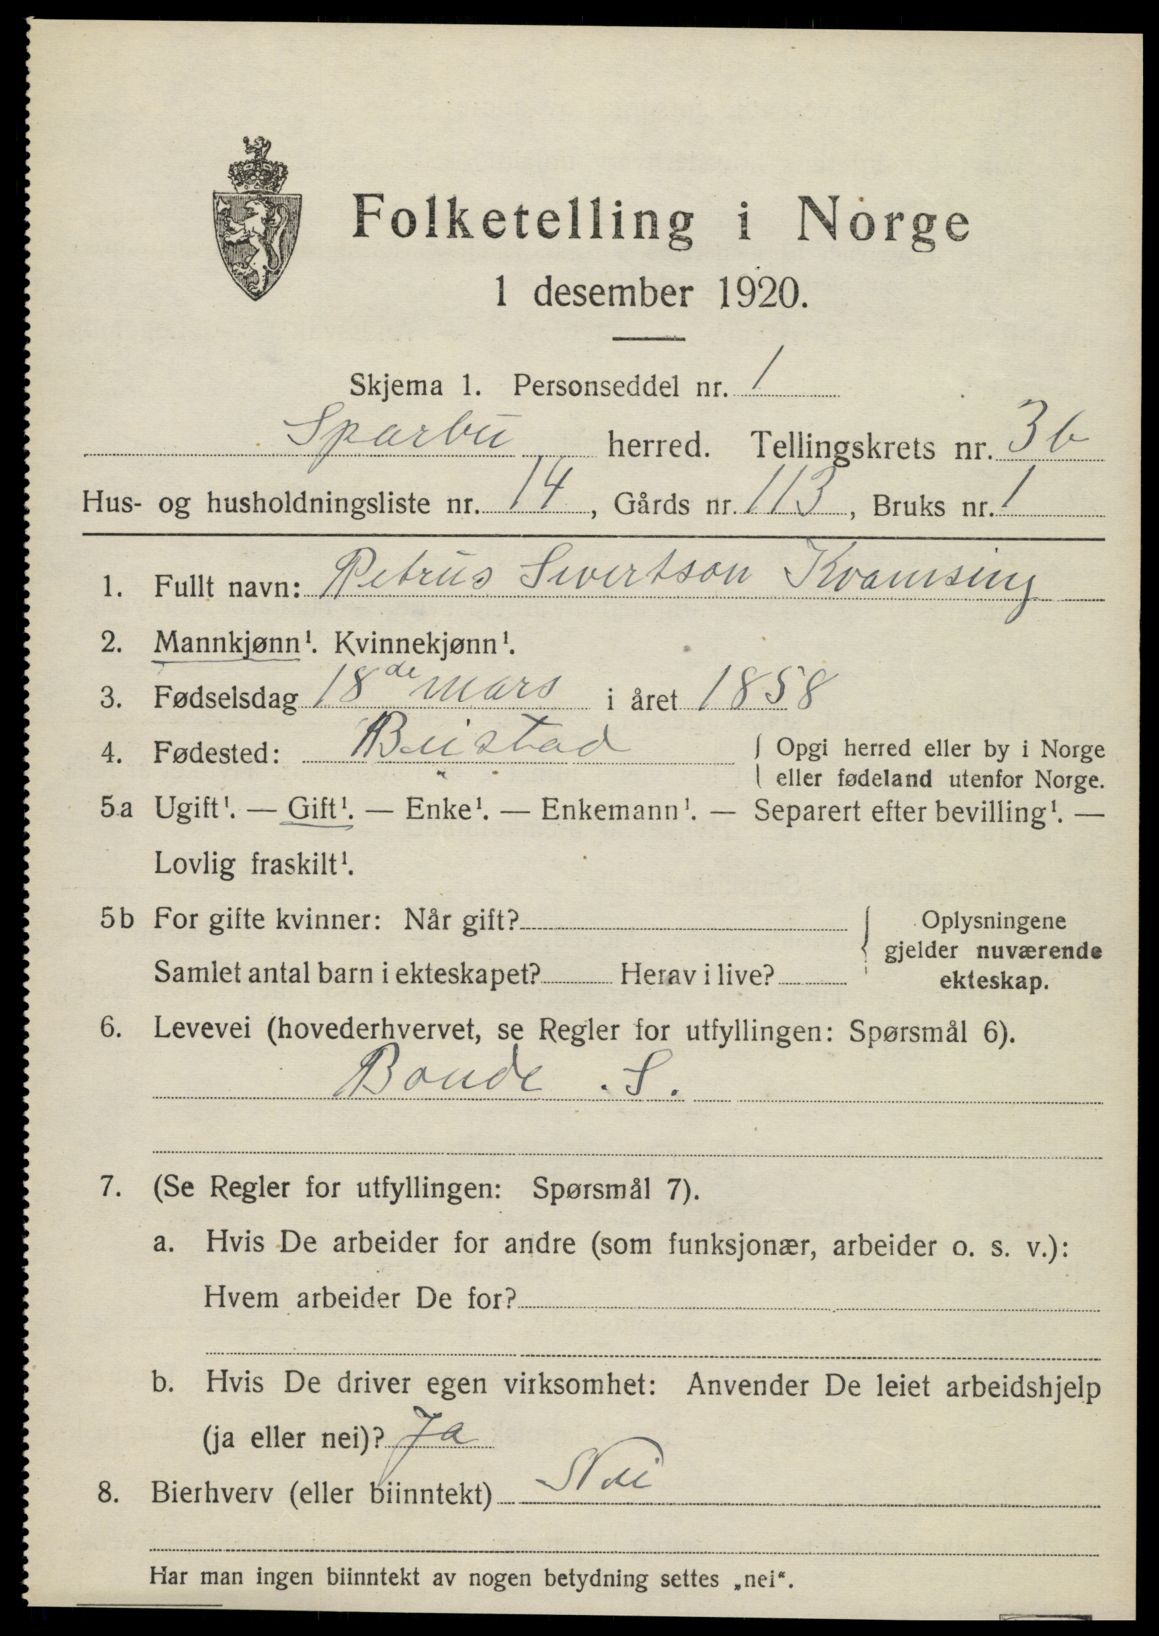 Folketelling i Norge
1 desember 1920.
Skjema 1. Personseddel nr. 1
Sparbu herred. Tellingskrets nr. 3b
Hus- og husholdningsliste nr. 14, Gårds nr. 113, Bruks nr. 1
1. Fullt navn: Petrus Sivertson Kvamsing
2. Mannkjønn¹. Kvinnekjønn¹.
3. Fødselsdag 18de mars i året 1858
4. Fødested: Beistad { Opgi herred eller by i Norge
eller fødeland utenfor Norge.
5a Ugift¹. — Gift¹. — Enke¹. — Enkemann¹. — Separert efter bevilling¹. —
Lovlig fraskilt¹.
5b For gifte kvinner: Når gift? { Oplysningene
gjelder nuværende
Samlet antal barn i ekteskapet? Herav i live? ekteskap.
6. Levevei (hovederhvervet, se Regler for utfyllingen: Spørsmål 6).
Bonde . S.
7. (Se Regler for utfyllingen: Spørsmål 7).
a. Hvis De arbeider for andre (som funksjonær, arbeider o. s. v.):
Hvem arbeider De for?
b. Hvis De driver egen virksomhet: Anvender De leiet arbeidshjelp
(ja eller nei)? Ja
8. Bierhverv (eller biinntekt) Nei
Har man ingen biinntekt av nogen betydning settes „nei“.